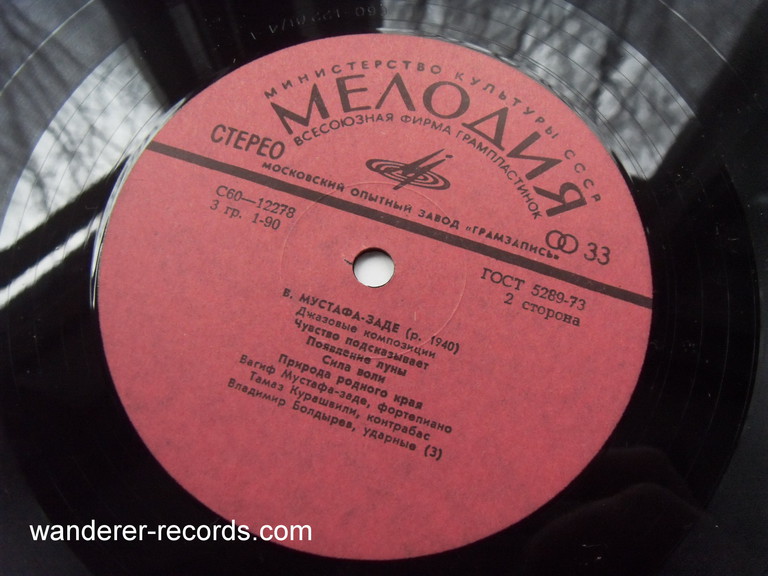 МИНИСТЕРСТВО КУЛЬТУРЫ СССР
МЕЛОДИЯ
ВСЕСОЮЗНАЯ ФИРМА ГРАМПЛАСТИНОК
СТЕРЕО
МОСКОВСКИЙ ОПЫТНЫЙ ЗАВОД „ГРАМЗАПИСЬ“
33
С60—12278
3 гр. 1-90
ГОСТ 5289-73
2 сторона
В. МУСТАФА-ЗАДЕ (р. 1940)
Джазовые композиции
Чувство подсказывает
Появление луны
Сила воли
Природа родного края
Вагиф Мустафа-заде, фортепиано
Тамаз Курашвили, контрабас
Владимир Болдырев, ударные (3)
wanderer-records.com